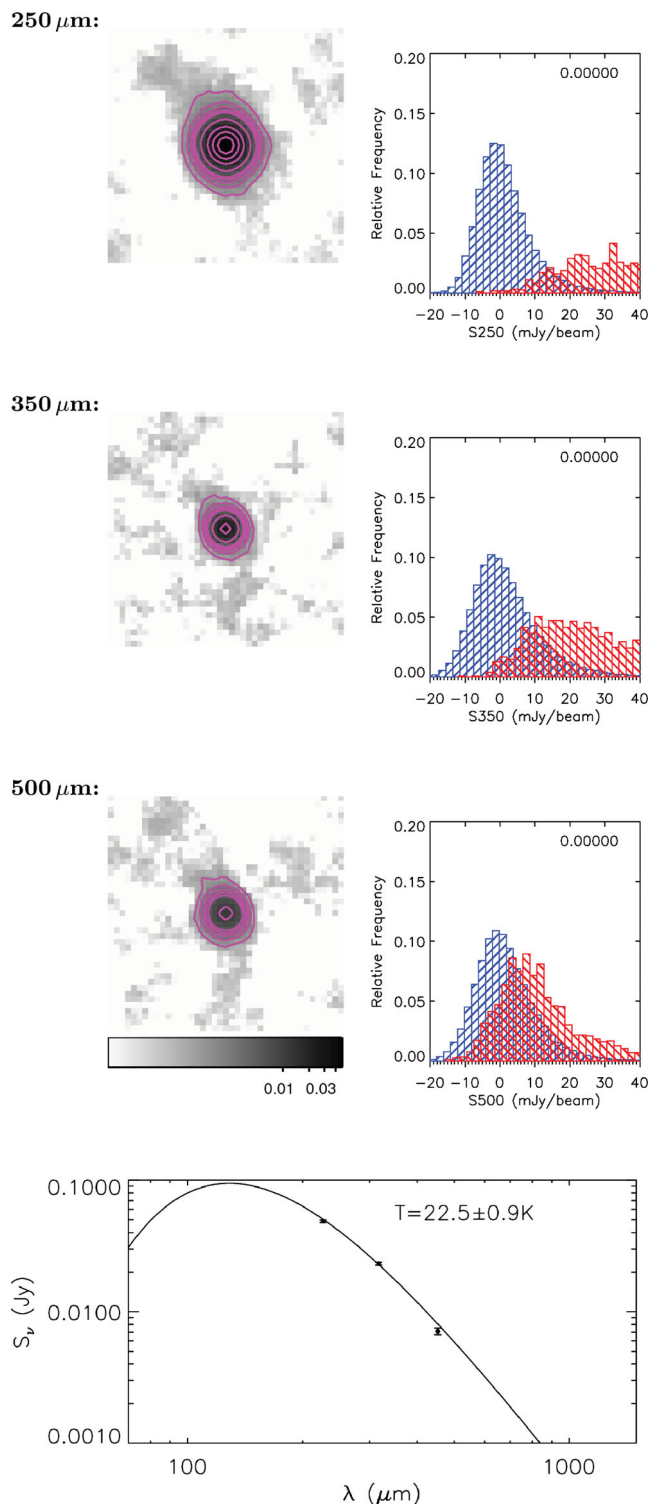 250 μm:
0.20
0.15
0.10
0.05
0.00
Relative Frequency
0.00000
−20 −10 0 10 20 30 40
S250 (mJy/beam)
350 μm:
0.20
0.15
0.10
0.05
0.00
Relative Frequency
0.00000
−20 −10 0 10 20 30 40
S350 (mJy/beam)
500 μm:
0.20
0.15
0.10
0.05
0.00
Relative Frequency
0.00000
−20 −10 0 10 20 30 40
S500 (mJy/beam)
0.01 0.03
0.1000
0.0100
0.0010
Sν (Jy)
T=22.5±0.9K
100 1000
λ (μm)